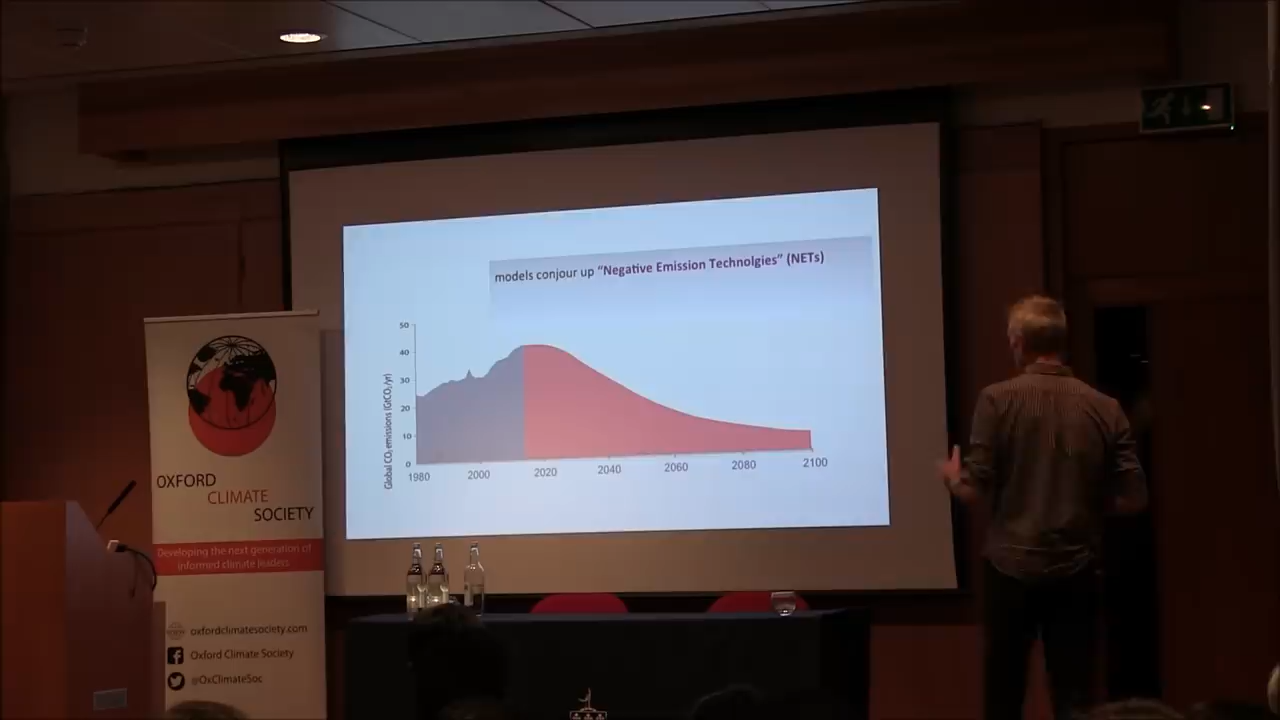 models conjour up “Negative Emission Technolgies” (NETs)
50
40
30
20
10
0
Global CO2 emissions (GtCO2/yr)
1980
2000
2020
2040
2060
2080
2100
OXFORD
CLIMATE
SOCIETY
Developing the next generation of
informed climate leaders
oxfordclimatesociety.com
Oxford Climate Society
@OxClimateSoc